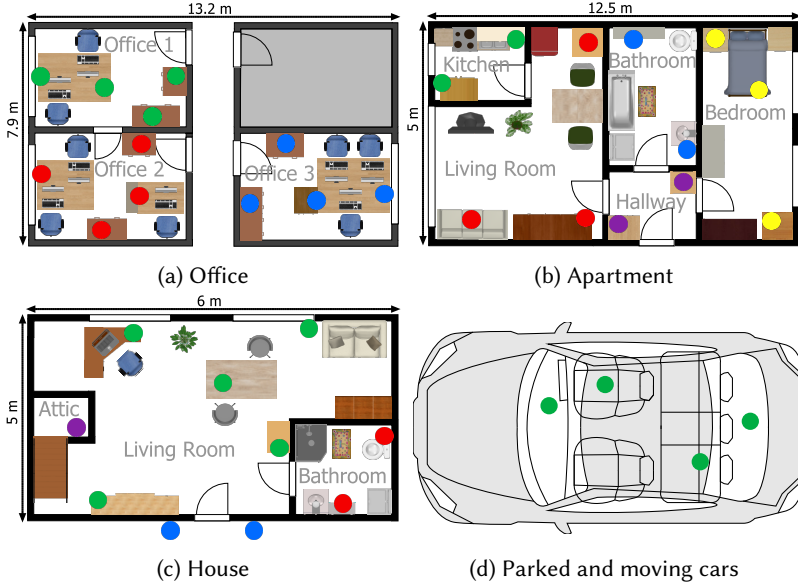 13.2 m
7.9 m
Office 1
Office 2
Office 3
(a) Office
12.5 m
5 m
Kitchen
Bathroom
Bedroom
Living Room
Hallway
(b) Apartment
6 m
5 m
Attic
Living Room
Bathroom
(c) House
(d) Parked and moving cars